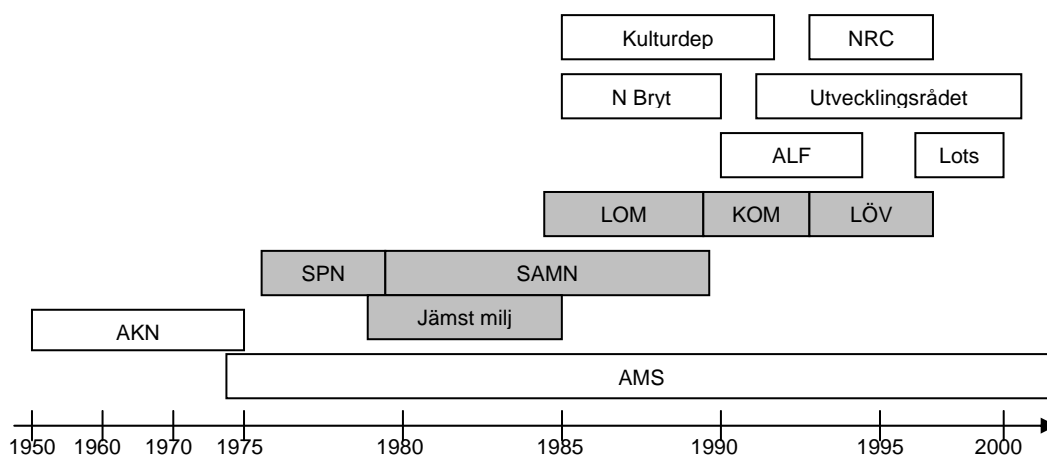 Kulturdep NRC
N Bryt Utvecklingsrådet
ALF Lots
LOM KOM LÖV
SPN SAMN
Jämst milj
AKN
AMS
1950 1960 1970 1975 1980 1985 1990 1995 2000